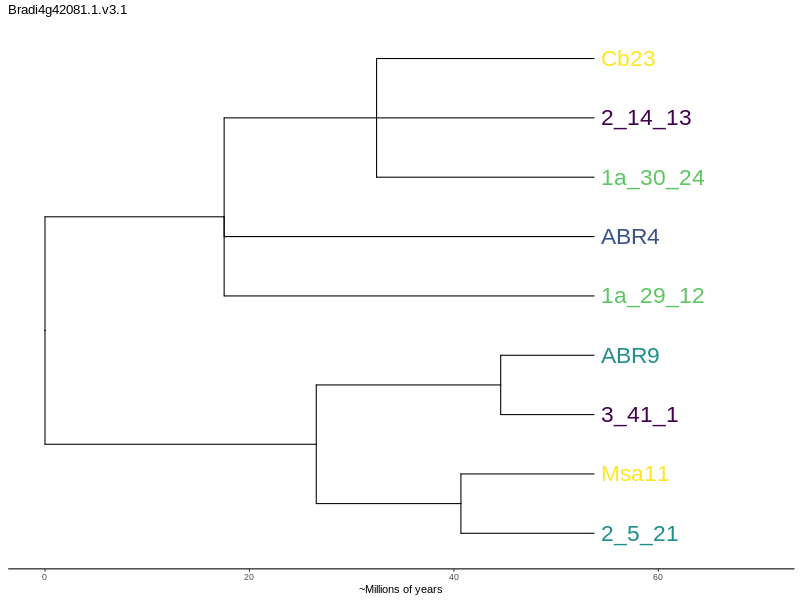 Bradi4g42081.1.v3.1
Cb23
2_14_13
1a_30_24
ABR4
1a_29_12
ABR9
3_41_1
Msa11
2_5_21
0 20 40 60
~Millions of years